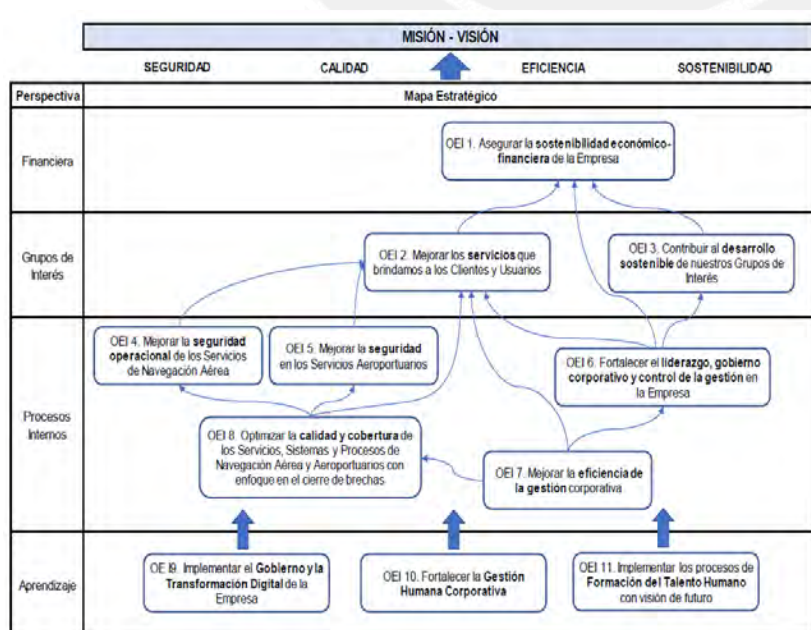 MISIÓN - VISIÓN
SEGURIDAD CALIDAD EFICIENCIA SOSTENIBILIDAD
Perspectiva
Mapa Estratégico
Financiera
OEI 1. Asegurar la sostenibilidad económico-
financiera de la Empresa
Grupos de
Interés
OEI 2. Mejorar los servicios que
brindamos a los Clientes y Usuarios
OEI 3. Contribuir al desarrollo
sostenible de nuestros Grupos de
Interés
Procesos
Internos
OEI 4. Mejorar la seguridad
operacional de los Servicios
de Navegación Aérea
OEI 5. Mejorar la seguridad
en los Servicios Aeroportuarios
OEI 6. Fortalecer el liderazgo, gobierno
corporativo y control de la gestión en
la Empresa
OEI 8. Optimizar la calidad y cobertura de
los Servicios, Sistemas y Procesos de
Navegación Aérea y Aeroportuarios con
enfoque en el cierre de brechas
OEI 7. Mejorar la eficiencia de
la gestión corporativa
Aprendizaje
OE I9. Implementar el Gobierno y la
Transformación Digital de la
Empresa
OEI 10. Fortalecer la Gestión
Humana Corporativa
OEI 11. Implementar los procesos de
Formación del Talento Humano
con visión de futuro